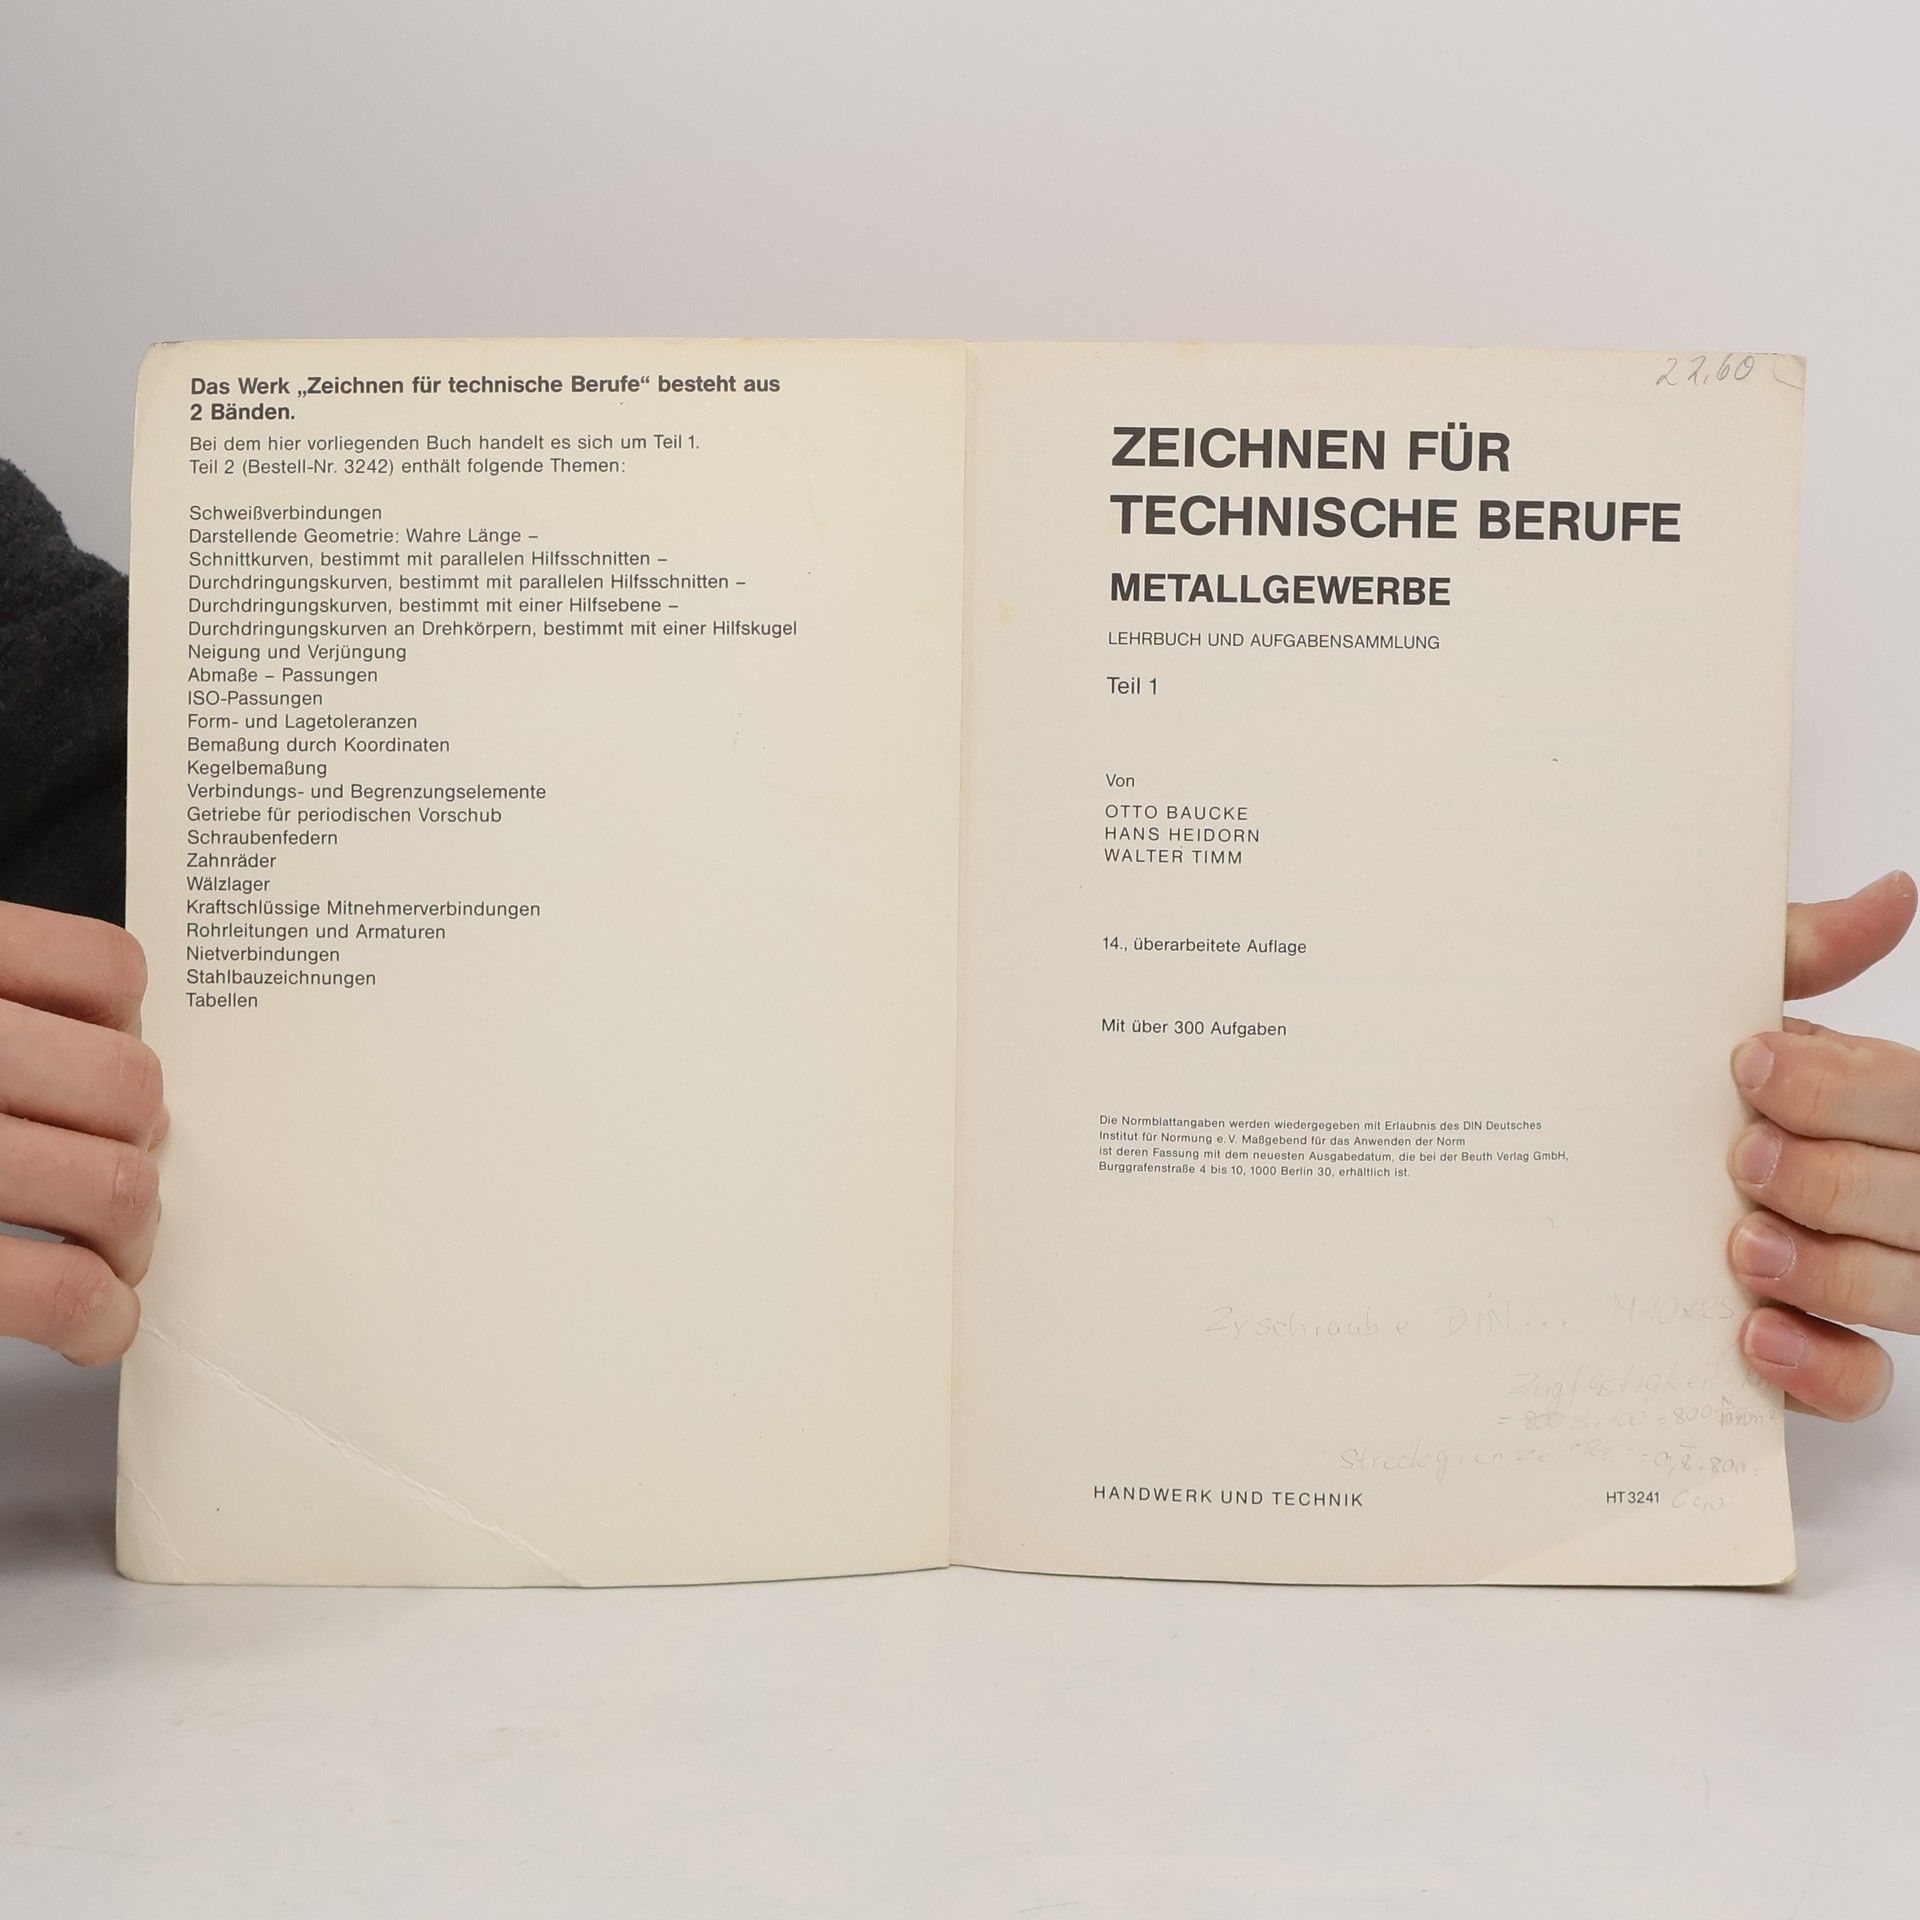 Das Werk „Zeichnen für technische Berufe“ besteht aus
2 Bänden.
Bei dem hier vorliegenden Buch handelt es sich um Teil 1.
Teil 2 (Bestell-Nr. 3242) enthält folgende Themen:
Schweißverbindungen
Darstellende Geometrie: Wahre Länge –
Schnittkurven, bestimmt mit parallelen Hilfsschnitten –
Durchdringungskurven, bestimmt mit parallelen Hilfsschnitten –
Durchdringungskurven, bestimmt mit einer Hilfsebene –
Durchdringungskurven an Drehkörpern, bestimmt mit einer Hilfskugel
Neigung und Verjüngung
Abmaße – Passungen
ISO-Passungen
Form- und Lagetoleranzen
Bemaßung durch Koordinaten
Kegelbemaßung
Verbindungs- und Begrenzungselemente
Getriebe für periodischen Vorschub
Schraubenfedern
Zahnräder
Wälzlager
Kraftschlüssige Mitnehmerverbindungen
Rohrleitungen und Armaturen
Nietverbindungen
Stahlbauzeichnungen
Tabellen
22,60
ZEICHNEN FÜR
TECHNISCHE BERUFE
METALLGEWERBE
LEHRBUCH UND AUFGABENSAMMLUNG
Teil 1
Von
OTTO BAUCKE
HANS HEIDORN
WALTER TIMM
14., überarbeitete Auflage
Mit über 300 Aufgaben
Die Normblattangaben werden wiedergegeben mit Erlaubnis des DIN Deutsches
Institut für Normung e. V. Maßgebend für das Anwenden der Norm
ist deren Fassung mit dem neuesten Ausgabedatum, die bei der Beuth Verlag GmbH,
Burggrafenstraße 4 bis 10, 1000 Berlin 30, erhältlich ist.
Zyschraube DIN... M10x25
Zugfestigkeit
= 800
Streckgrenze
HANDWERK UND TECHNIK
HT 3241 640